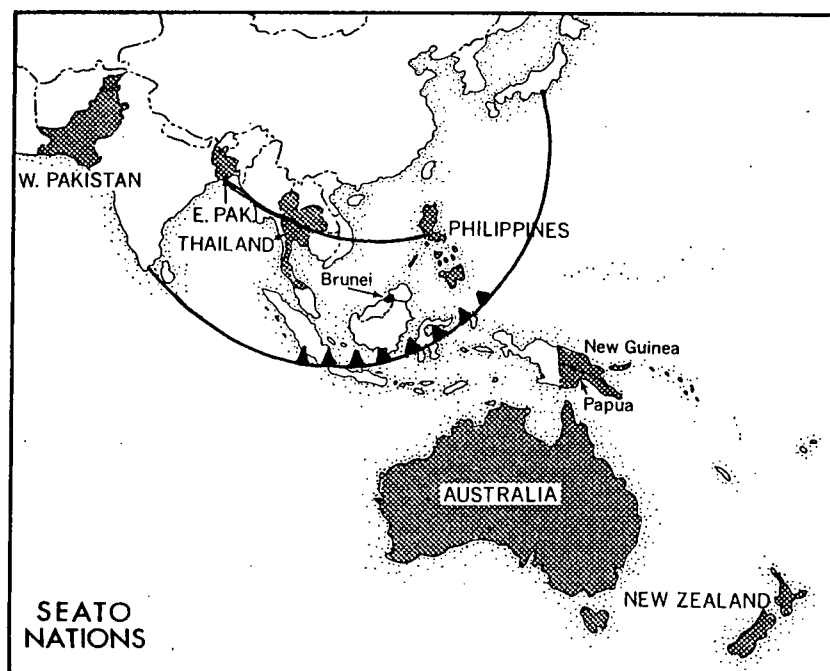 W. PAKISTAN
E. PAK.
THAILAND
PHILIPPINES
Brunei
New Guinea
Papua
AUSTRALIA
NEW ZEALAND
SEATO
NATIONS